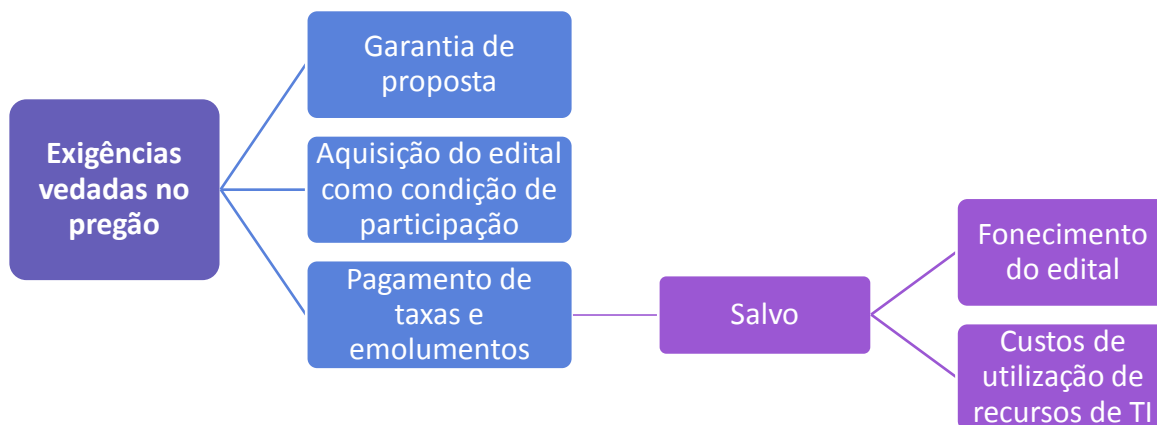 Exigências
vedadas no
pregão
Garantia de
proposta
Aquisição do edital
como condição de
participação
Pagamento de
taxas e
emolumentos
Salvo
Fonecimento
do edital
Custos de
utilização de
recursos de TI